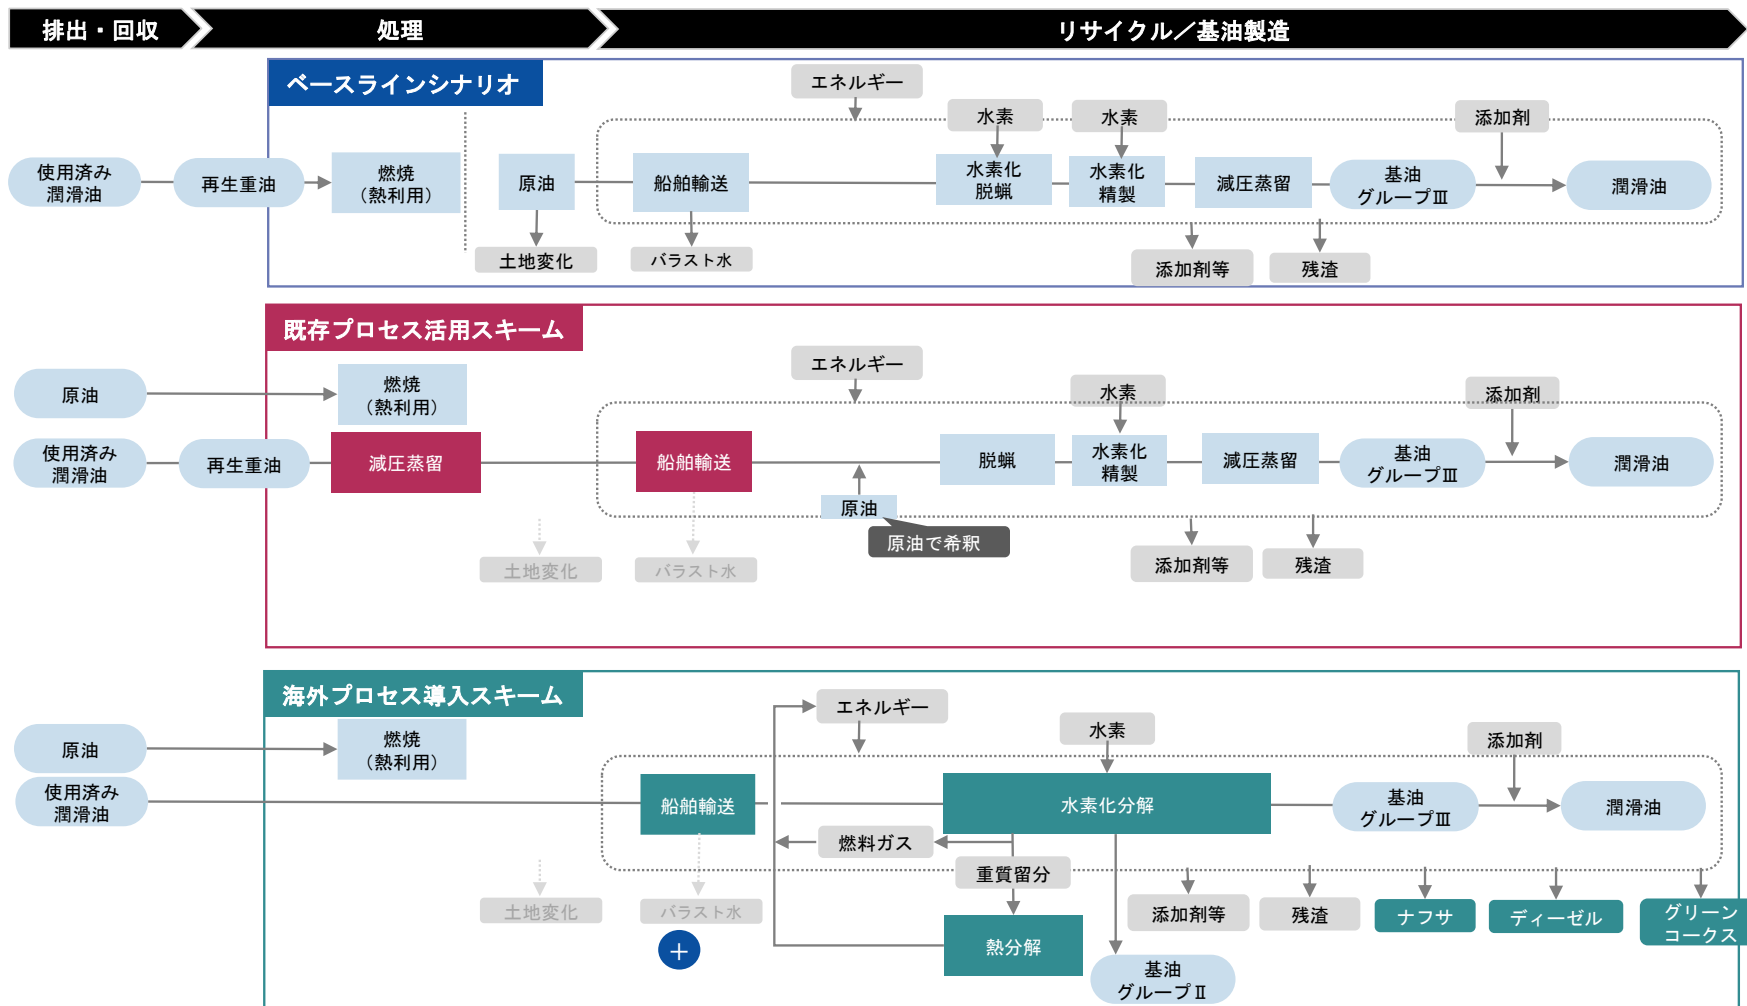 排出・回収
処理
リサイクル／基油製造
ベースラインシナリオ
エネルギー
水素
水素
添加剤
使用済み
潤滑油
再生重油
燃焼
（熱利用）
原油
船舶輸送
水素化
脱蝋
水素化
精製
減圧蒸留
基油
グループⅢ
潤滑油
土地変化
バラスト水
添加剤等
残渣
既存プロセス活用スキーム
エネルギー
水素
添加剤
原油
燃焼
（熱利用）
使用済み
潤滑油
再生重油
減圧蒸留
船舶輸送
脱蝋
水素化
精製
減圧蒸留
基油
グループⅢ
潤滑油
原油
原油で希釈
土地変化
バラスト水
添加剤等
残渣
海外プロセス導入スキーム
エネルギー
水素
添加剤
原油
燃焼
（熱利用）
使用済み
潤滑油
船舶輸送
水素化分解
基油
グループⅢ
潤滑油
燃料ガス
重質留分
土地変化
バラスト水
添加剤等
残渣
ナフサ
ディーゼル
グリーン
コークス
＋
熱分解
基油
グループⅡ